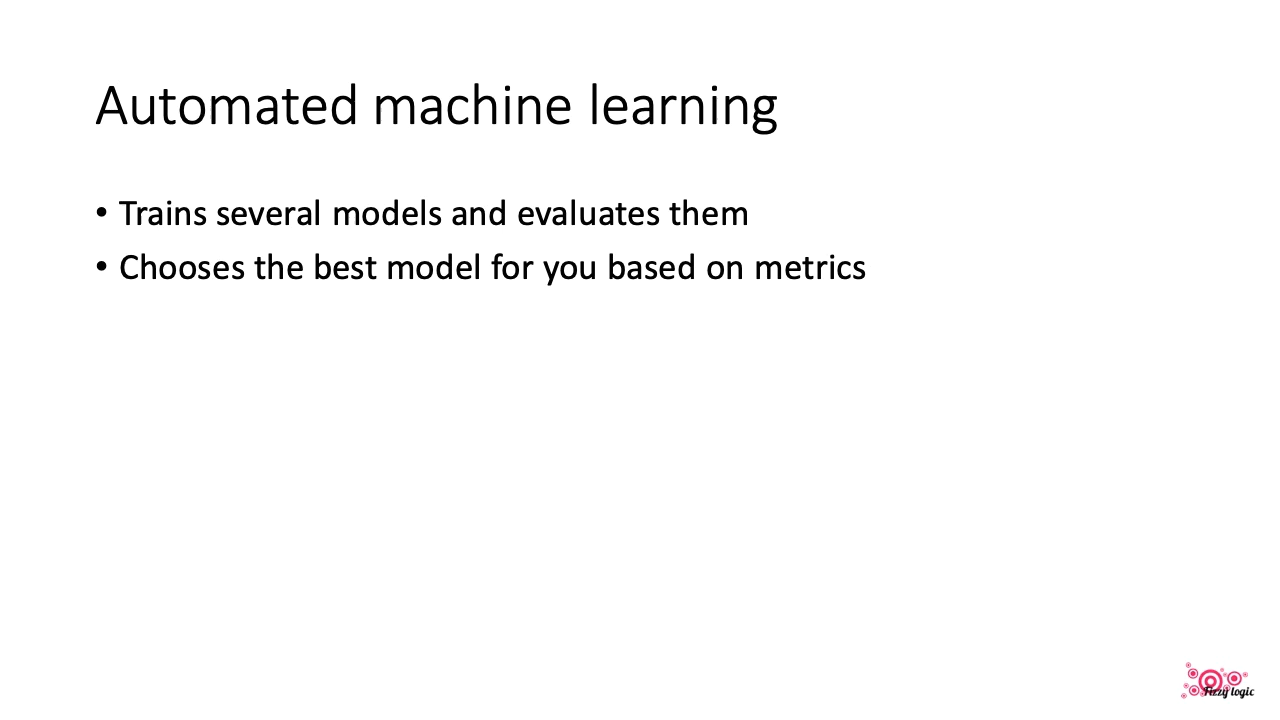 Automated machine learning
• Trains several models and evaluates them
• Chooses the best model for you based on metrics
Fizzy logic